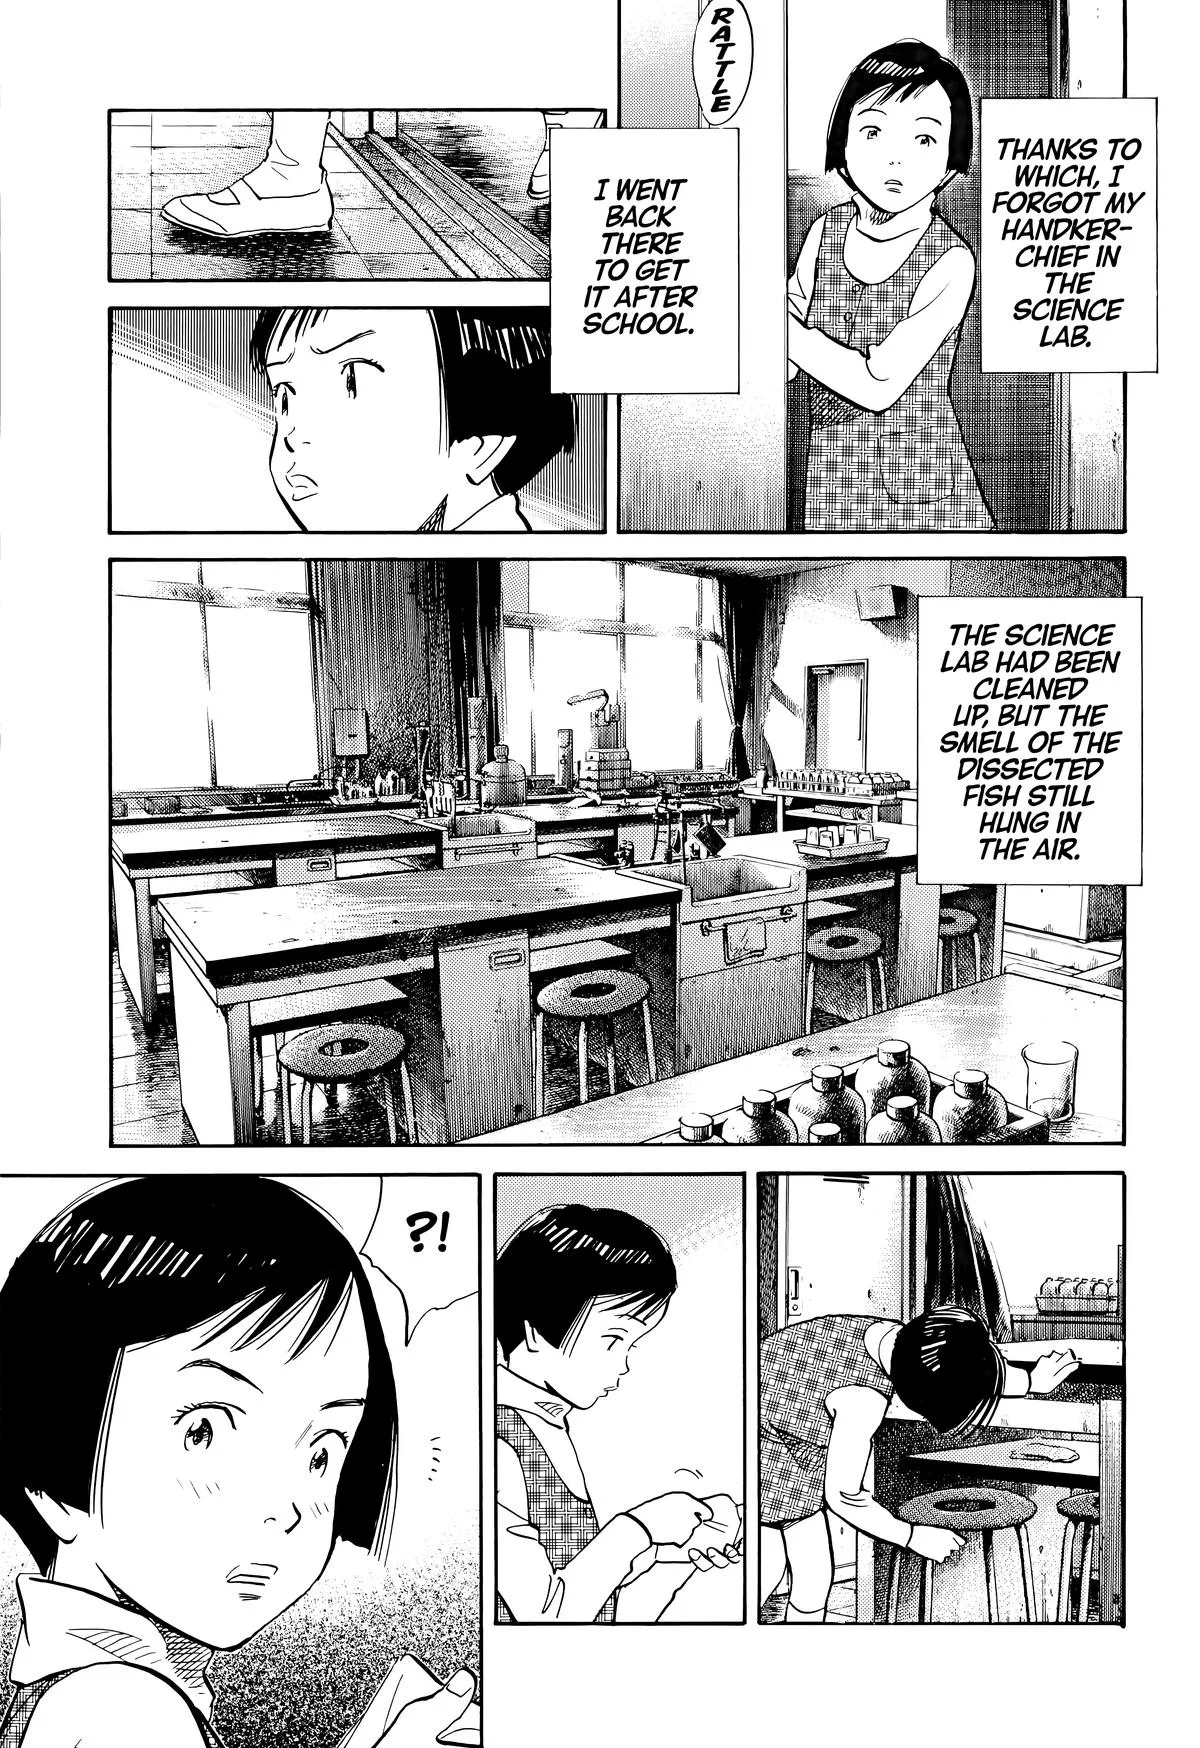 RATTLE
THANKS TO
WHICH, I
FORGOT MY
HANDKER-
CHIEF IN
THE
SCIENCE
LAB.
I WENT
BACK
THERE
TO GET
IT AFTER
SCHOOL.
THE SCIENCE
LAB HAD BEEN
CLEANED
UP, BUT THE
SMELL OF THE
DISSECTED
FISH STILL
HUNG IN
THE AIR.
?!